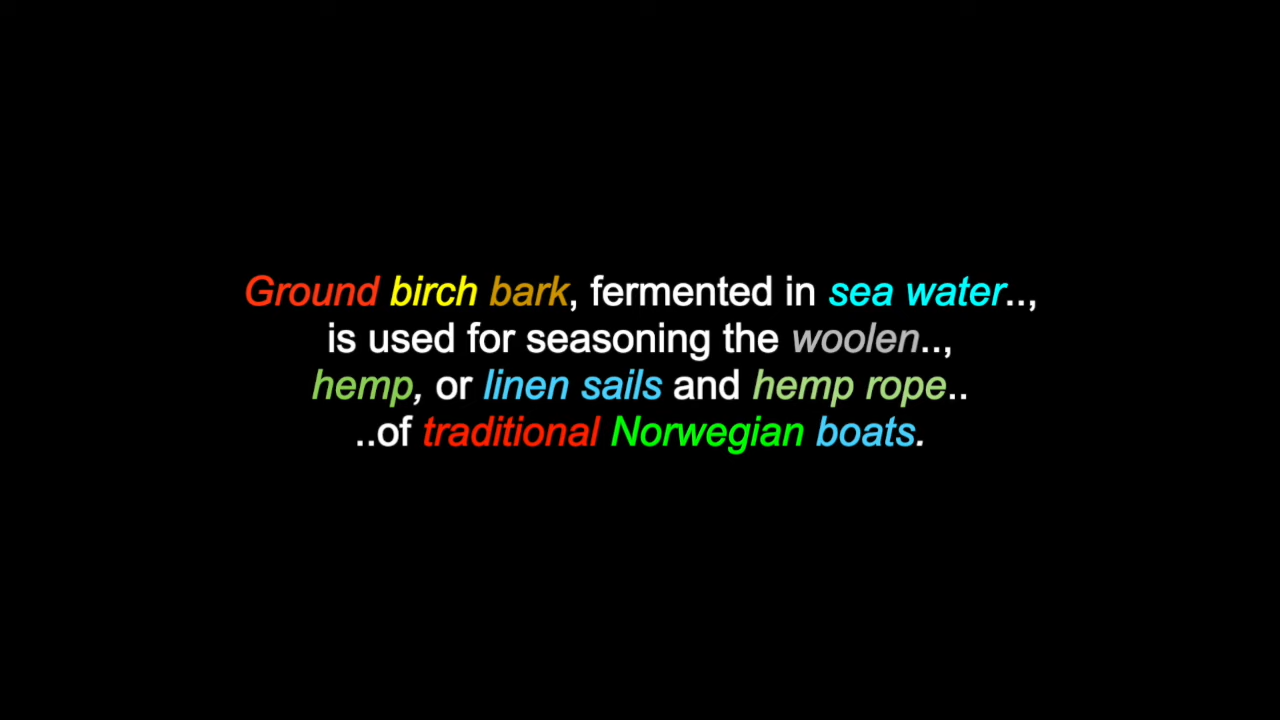 Ground birch bark, fermented in sea water..,
is used for seasoning the woolen..,
hemp, or linen sails and hemp rope..
..of traditional Norwegian boats.